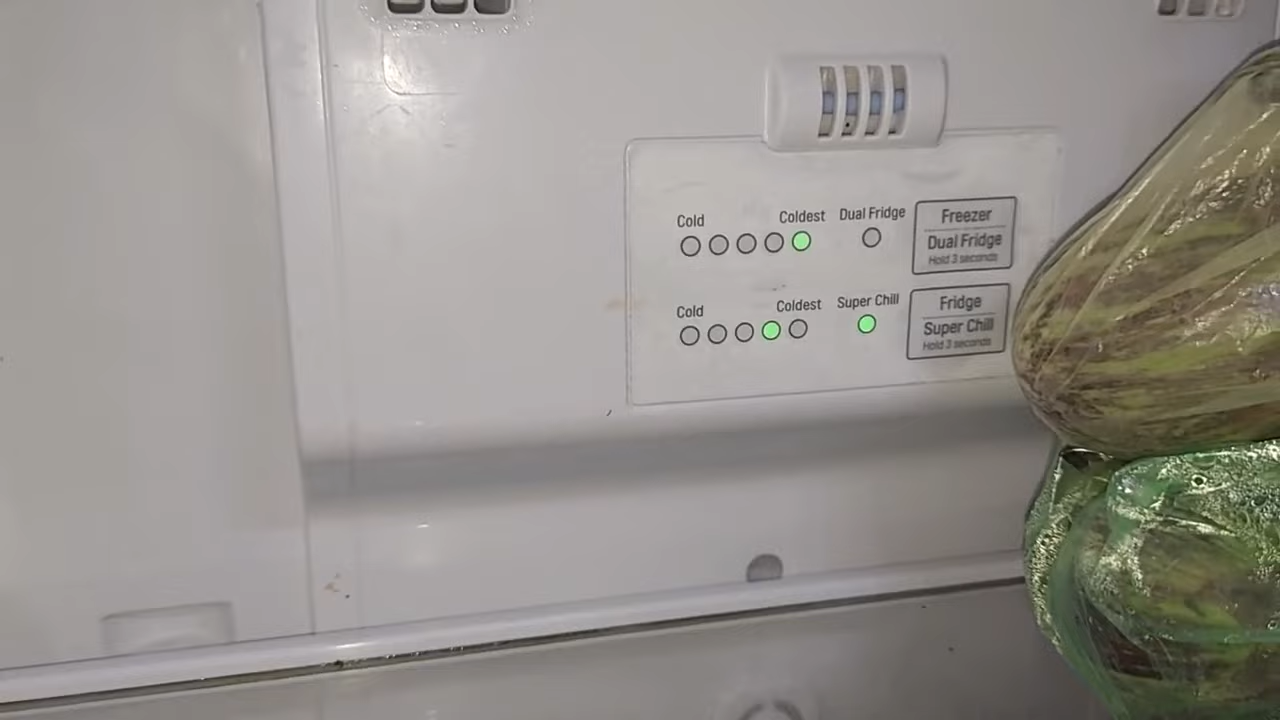 Cold Coldest Dual Fridge
Freezer
Dual Fridge
Hold 3 seconds
Cold Coldest Super Chill
Fridge
Super Chill
Hold 3 seconds